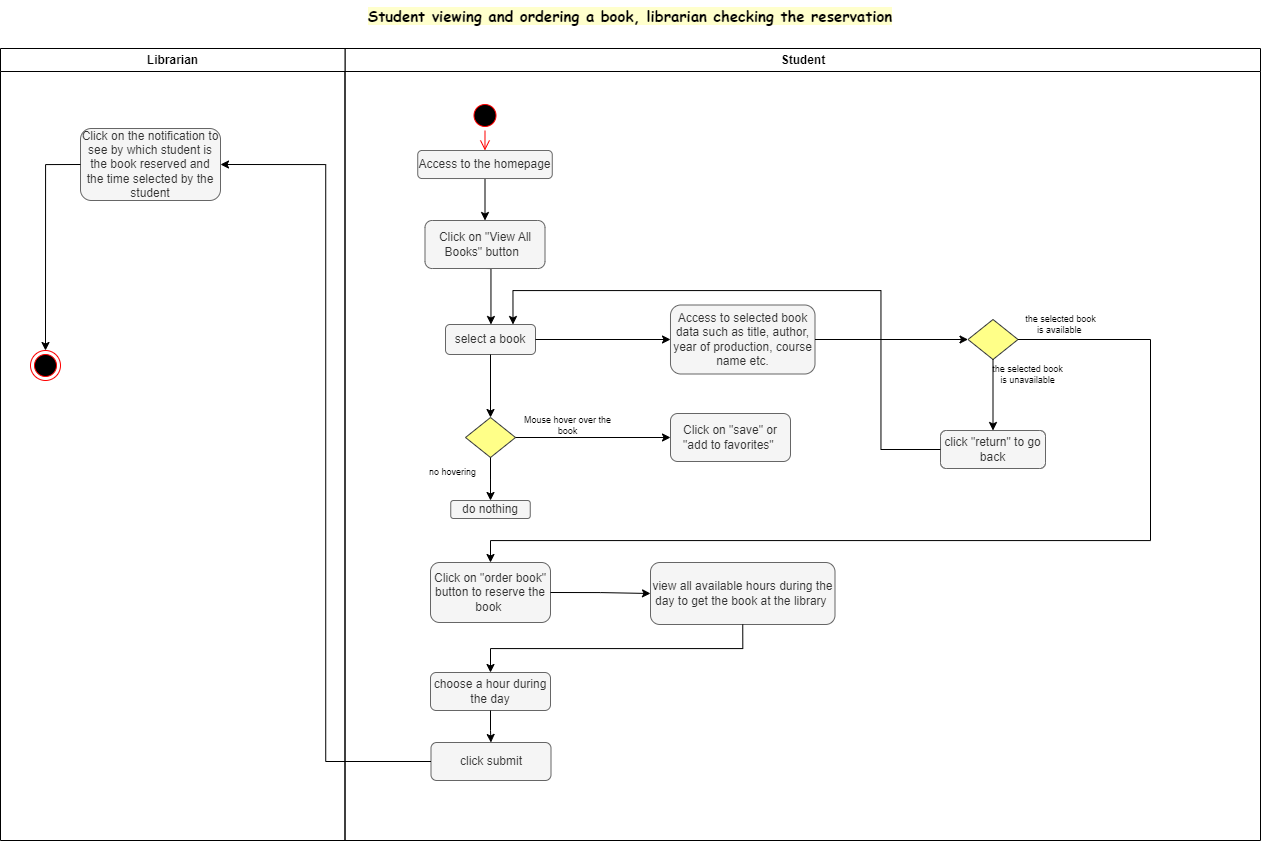 Student viewing and ordering a book, librarian checking the reservation
Librarian
Student
Click on the notification to
see by which student is
the book reserved and
the time selected by the
student
Access to the homepage
Click on "View All
Books" button
select a book
Access to selected book
data such as title, author,
year of production, course
name etc.
the selected book
is available
the selected book
is unavailable
Mouse hover over the
book
Click on "save" or
"add to favorites"
click "return" to go
back
no hovering
do nothing
Click on "order book"
button to reserve the
book
view all available hours during the
day to get the book at the library
choose a hour during
the day
click submit